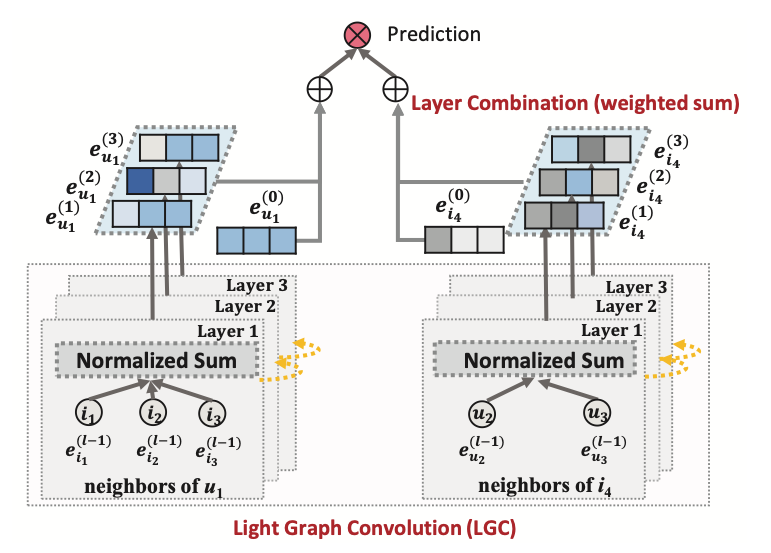 Prediction
Layer Combination (weighted sum)
e_{u_1}^{(3)}
e_{u_1}^{(2)}
e_{u_1}^{(1)}
e_{u_1}^{(0)}
e_{i_4}^{(0)}
e_{i_4}^{(3)}
e_{i_4}^{(2)}
e_{i_4}^{(1)}
Layer 3
Layer 2
Layer 1
Normalized Sum
i_1 i_2 i_3
e_{i_1}^{(l-1)} e_{i_2}^{(l-1)} e_{i_3}^{(l-1)}
neighbors of u_1
Layer 3
Layer 2
Layer 1
Normalized Sum
u_2 u_3
e_{u_2}^{(l-1)} e_{u_3}^{(l-1)}
neighbors of i_4
Light Graph Convolution (LGC)